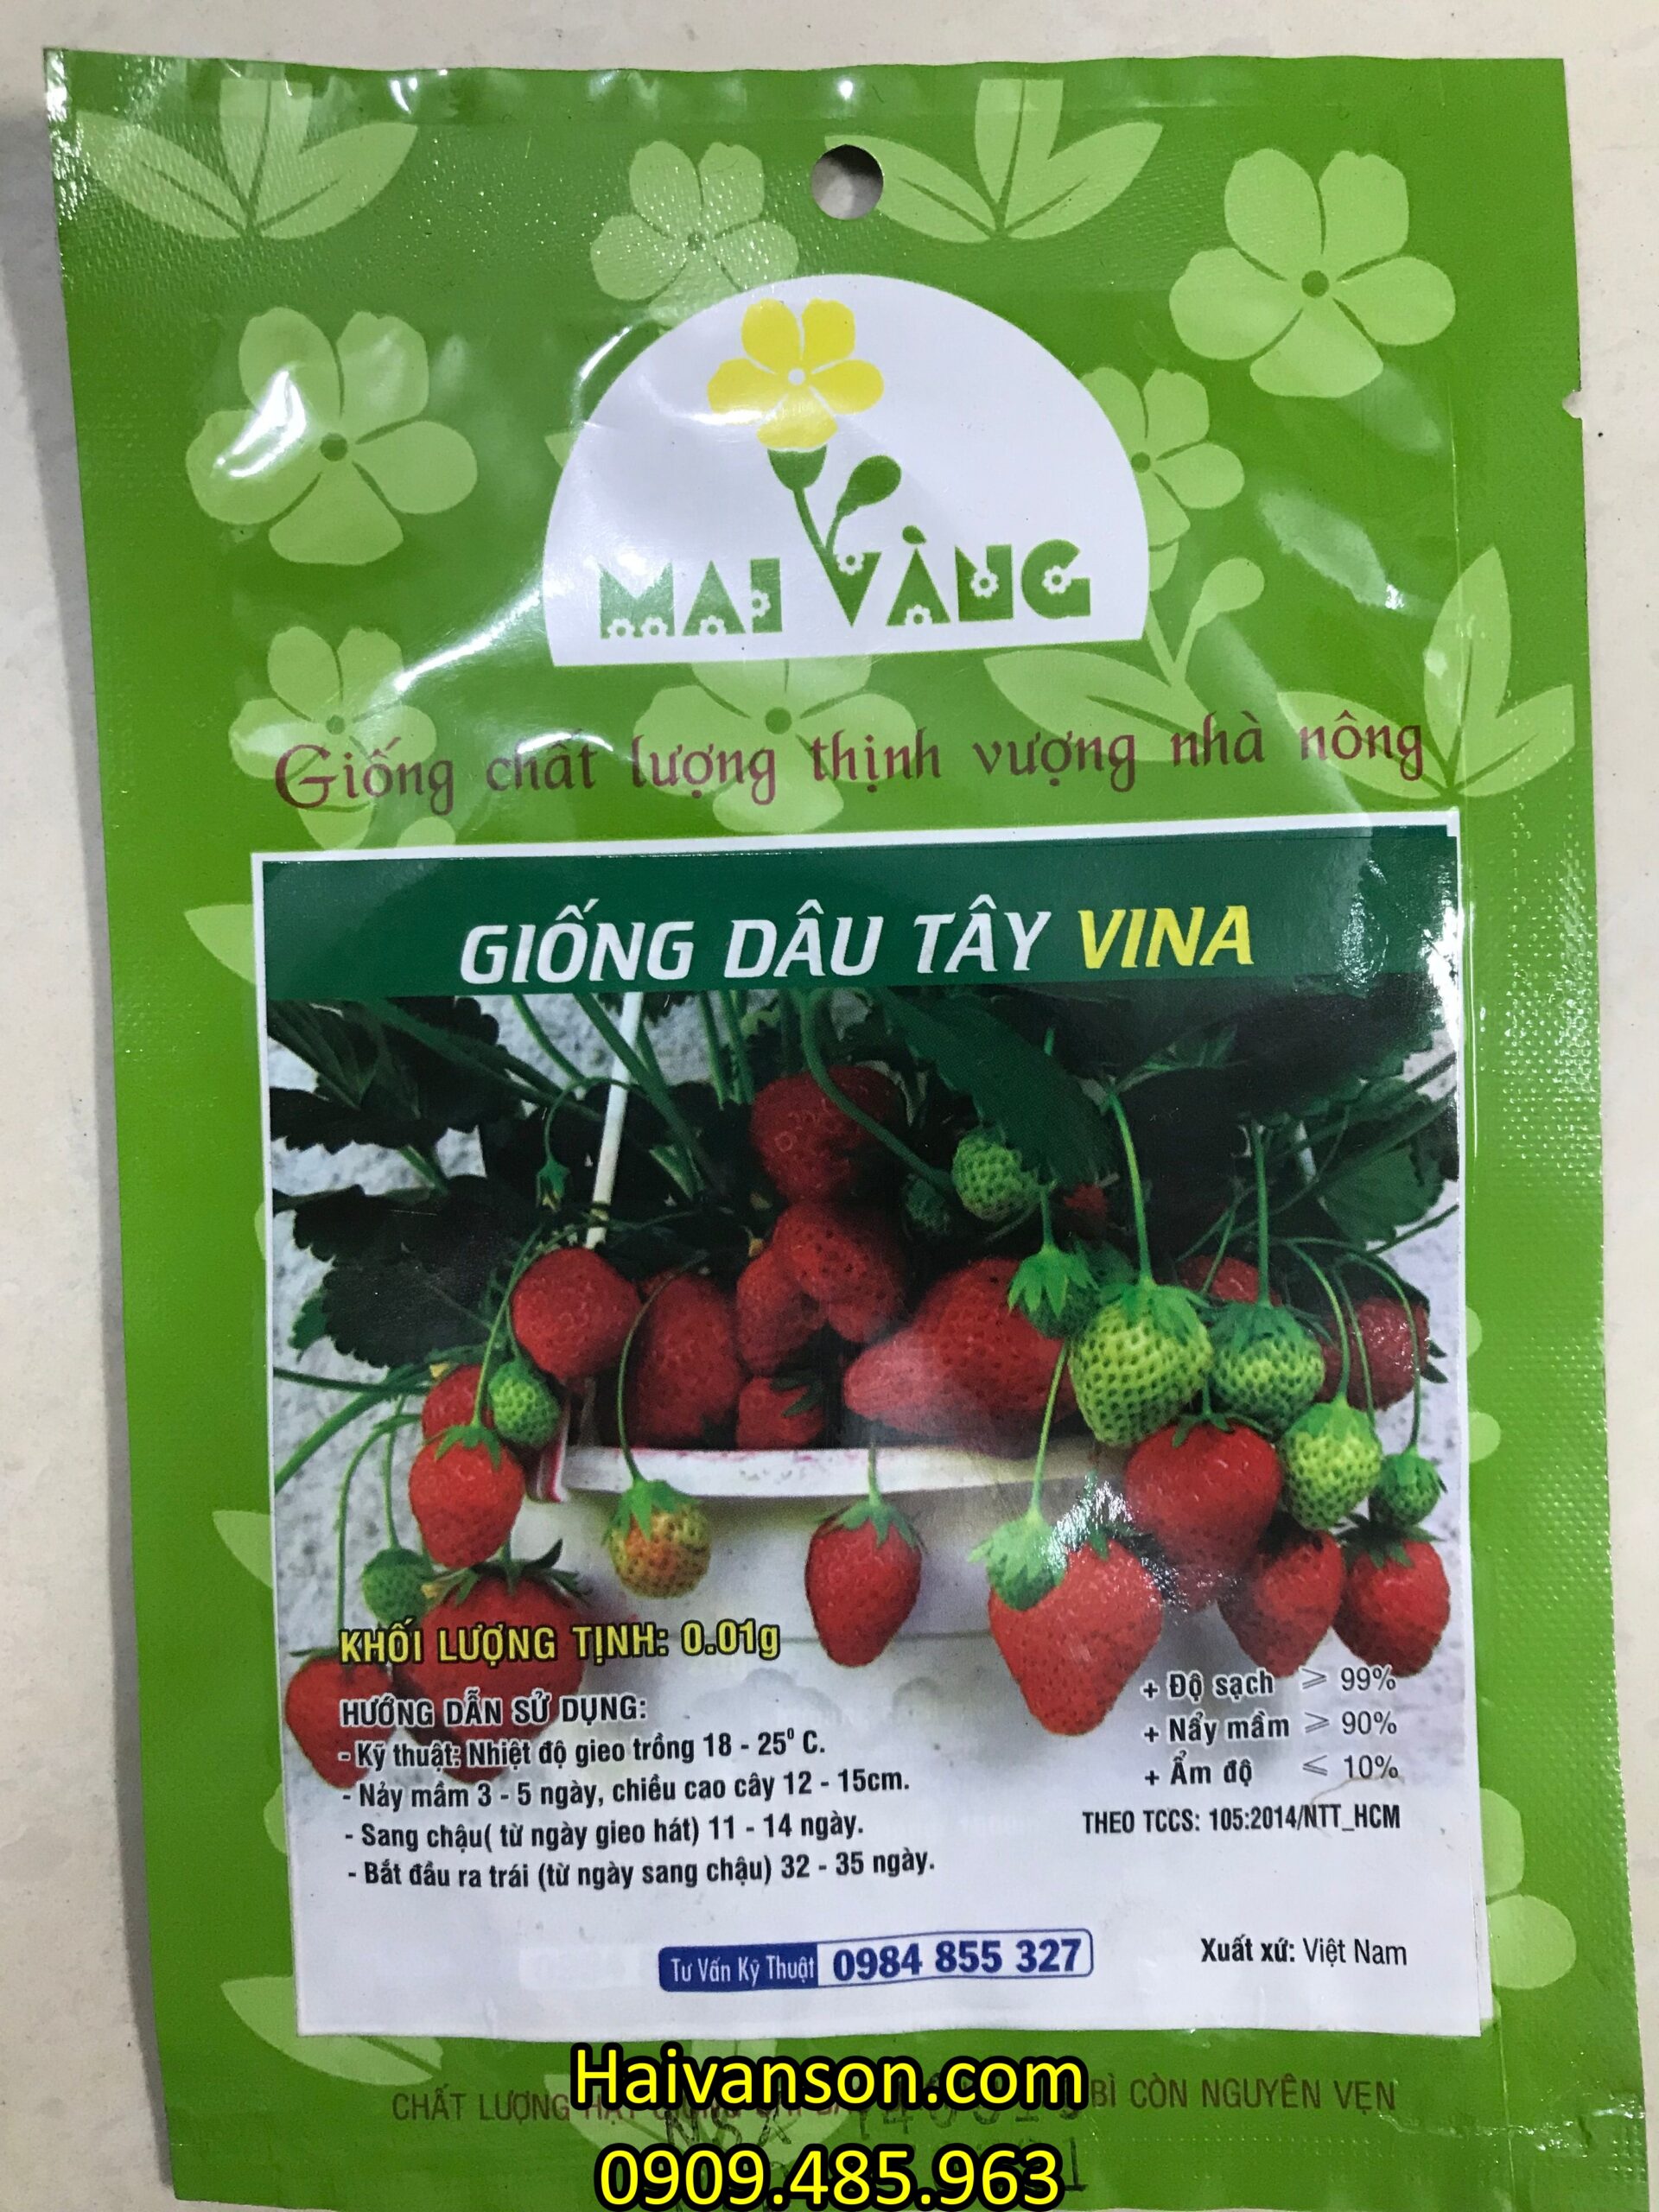 MAI VÀNG
Giống chất lượng thịnh vượng nhà nông
GIỐNG DÂU TÂY VINA
KHỐI LƯỢNG TỊNH: 0.01g
HƯỚNG DẪN SỬ DỤNG:
- Kỹ thuật: Nhiệt độ gieo trồng 18 - 25⁰ C.
- Nảy mầm 3 - 5 ngày, chiều cao cây 12 - 15cm.
- Sang chậu( từ ngày gieo hát) 11 - 14 ngày.
- Bắt đầu ra trái (từ ngày sang chậu) 32 - 35 ngày.
+ Độ sạch ⩾ 99%
+ Nẩy mầm ⩾ 90%
+ Ẩm độ ⩽ 10%
THEO TCCS: 105:2014/NTT_HCM
Tư Vấn Kỹ Thuật 0984 855 327
Xuất xứ: Việt Nam
Haivanson.com
CHẤT LƯỢNG BÌ CÒN NGUYÊN VẸN
NSX
0909.485.963